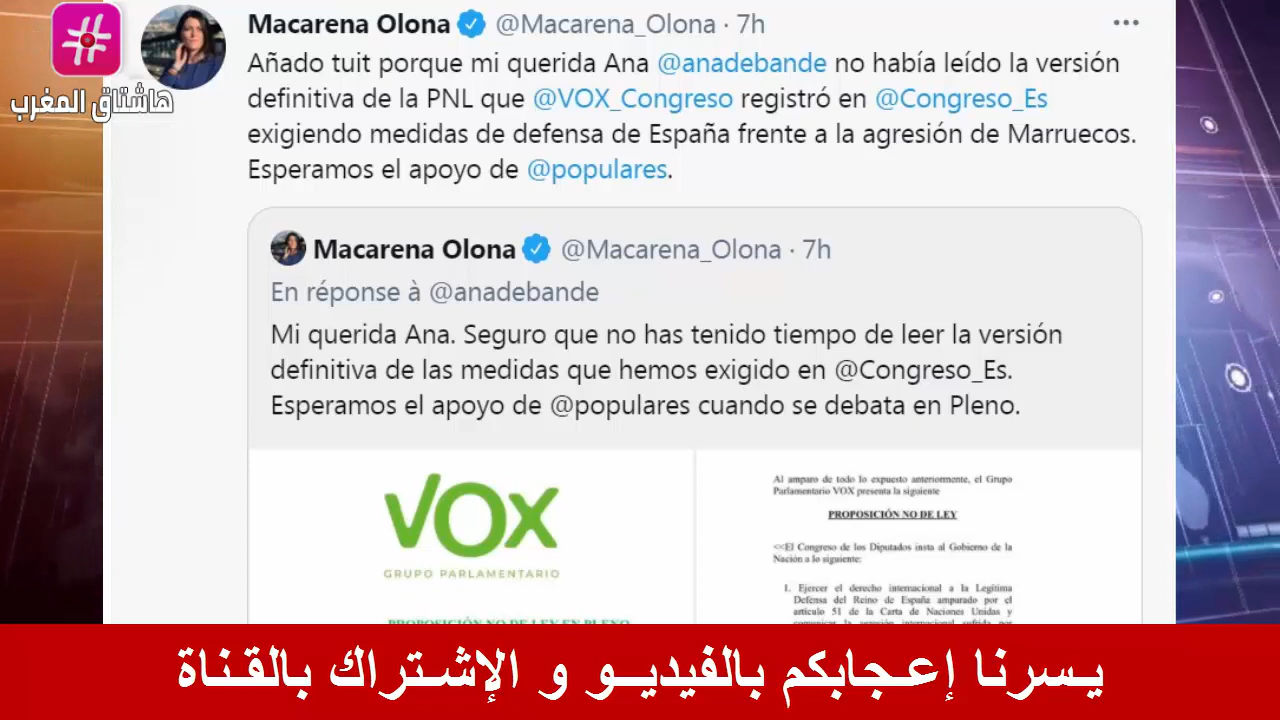 Macarena Olona @Macarena_Olona · 7h
هاشتاق المغرب
Añado tuit porque mi querida Ana @anadebande no había leído la versión
definitiva de la PNL que @VOX_Congreso registró en @Congreso_Es
exigiendo medidas de defensa de España frente a la agresión de Marruecos.
Esperamos el apoyo de @populares.
Macarena Olona @Macarena_Olona · 7h
En réponse à @anadebande
Mi querida Ana. Seguro que no has tenido tiempo de leer la versión
definitiva de las medidas que hemos exigido en @Congreso_Es.
Esperamos el apoyo de @populares cuando se debata en Pleno.
VOX
GRUPO PARLAMENTARIO
PROPOSICIÓN NO DE LEY EN PLENO
Al amparo de todo lo expuesto anteriormente, el Grupo
Parlamentario VOX presenta la siguiente
PROPOSICIÓN NO DE LEY
<<El Congreso de los Diputados insta al Gobierno de la
Nación a lo siguiente:
1. Ejercer el derecho internacional a la Legítima
Defensa del Reino de España amparado por el
artículo 51 de la Carta de Naciones Unidas y
يسرنا إعجابكم بالفيديو و الإشتراك بالقناة